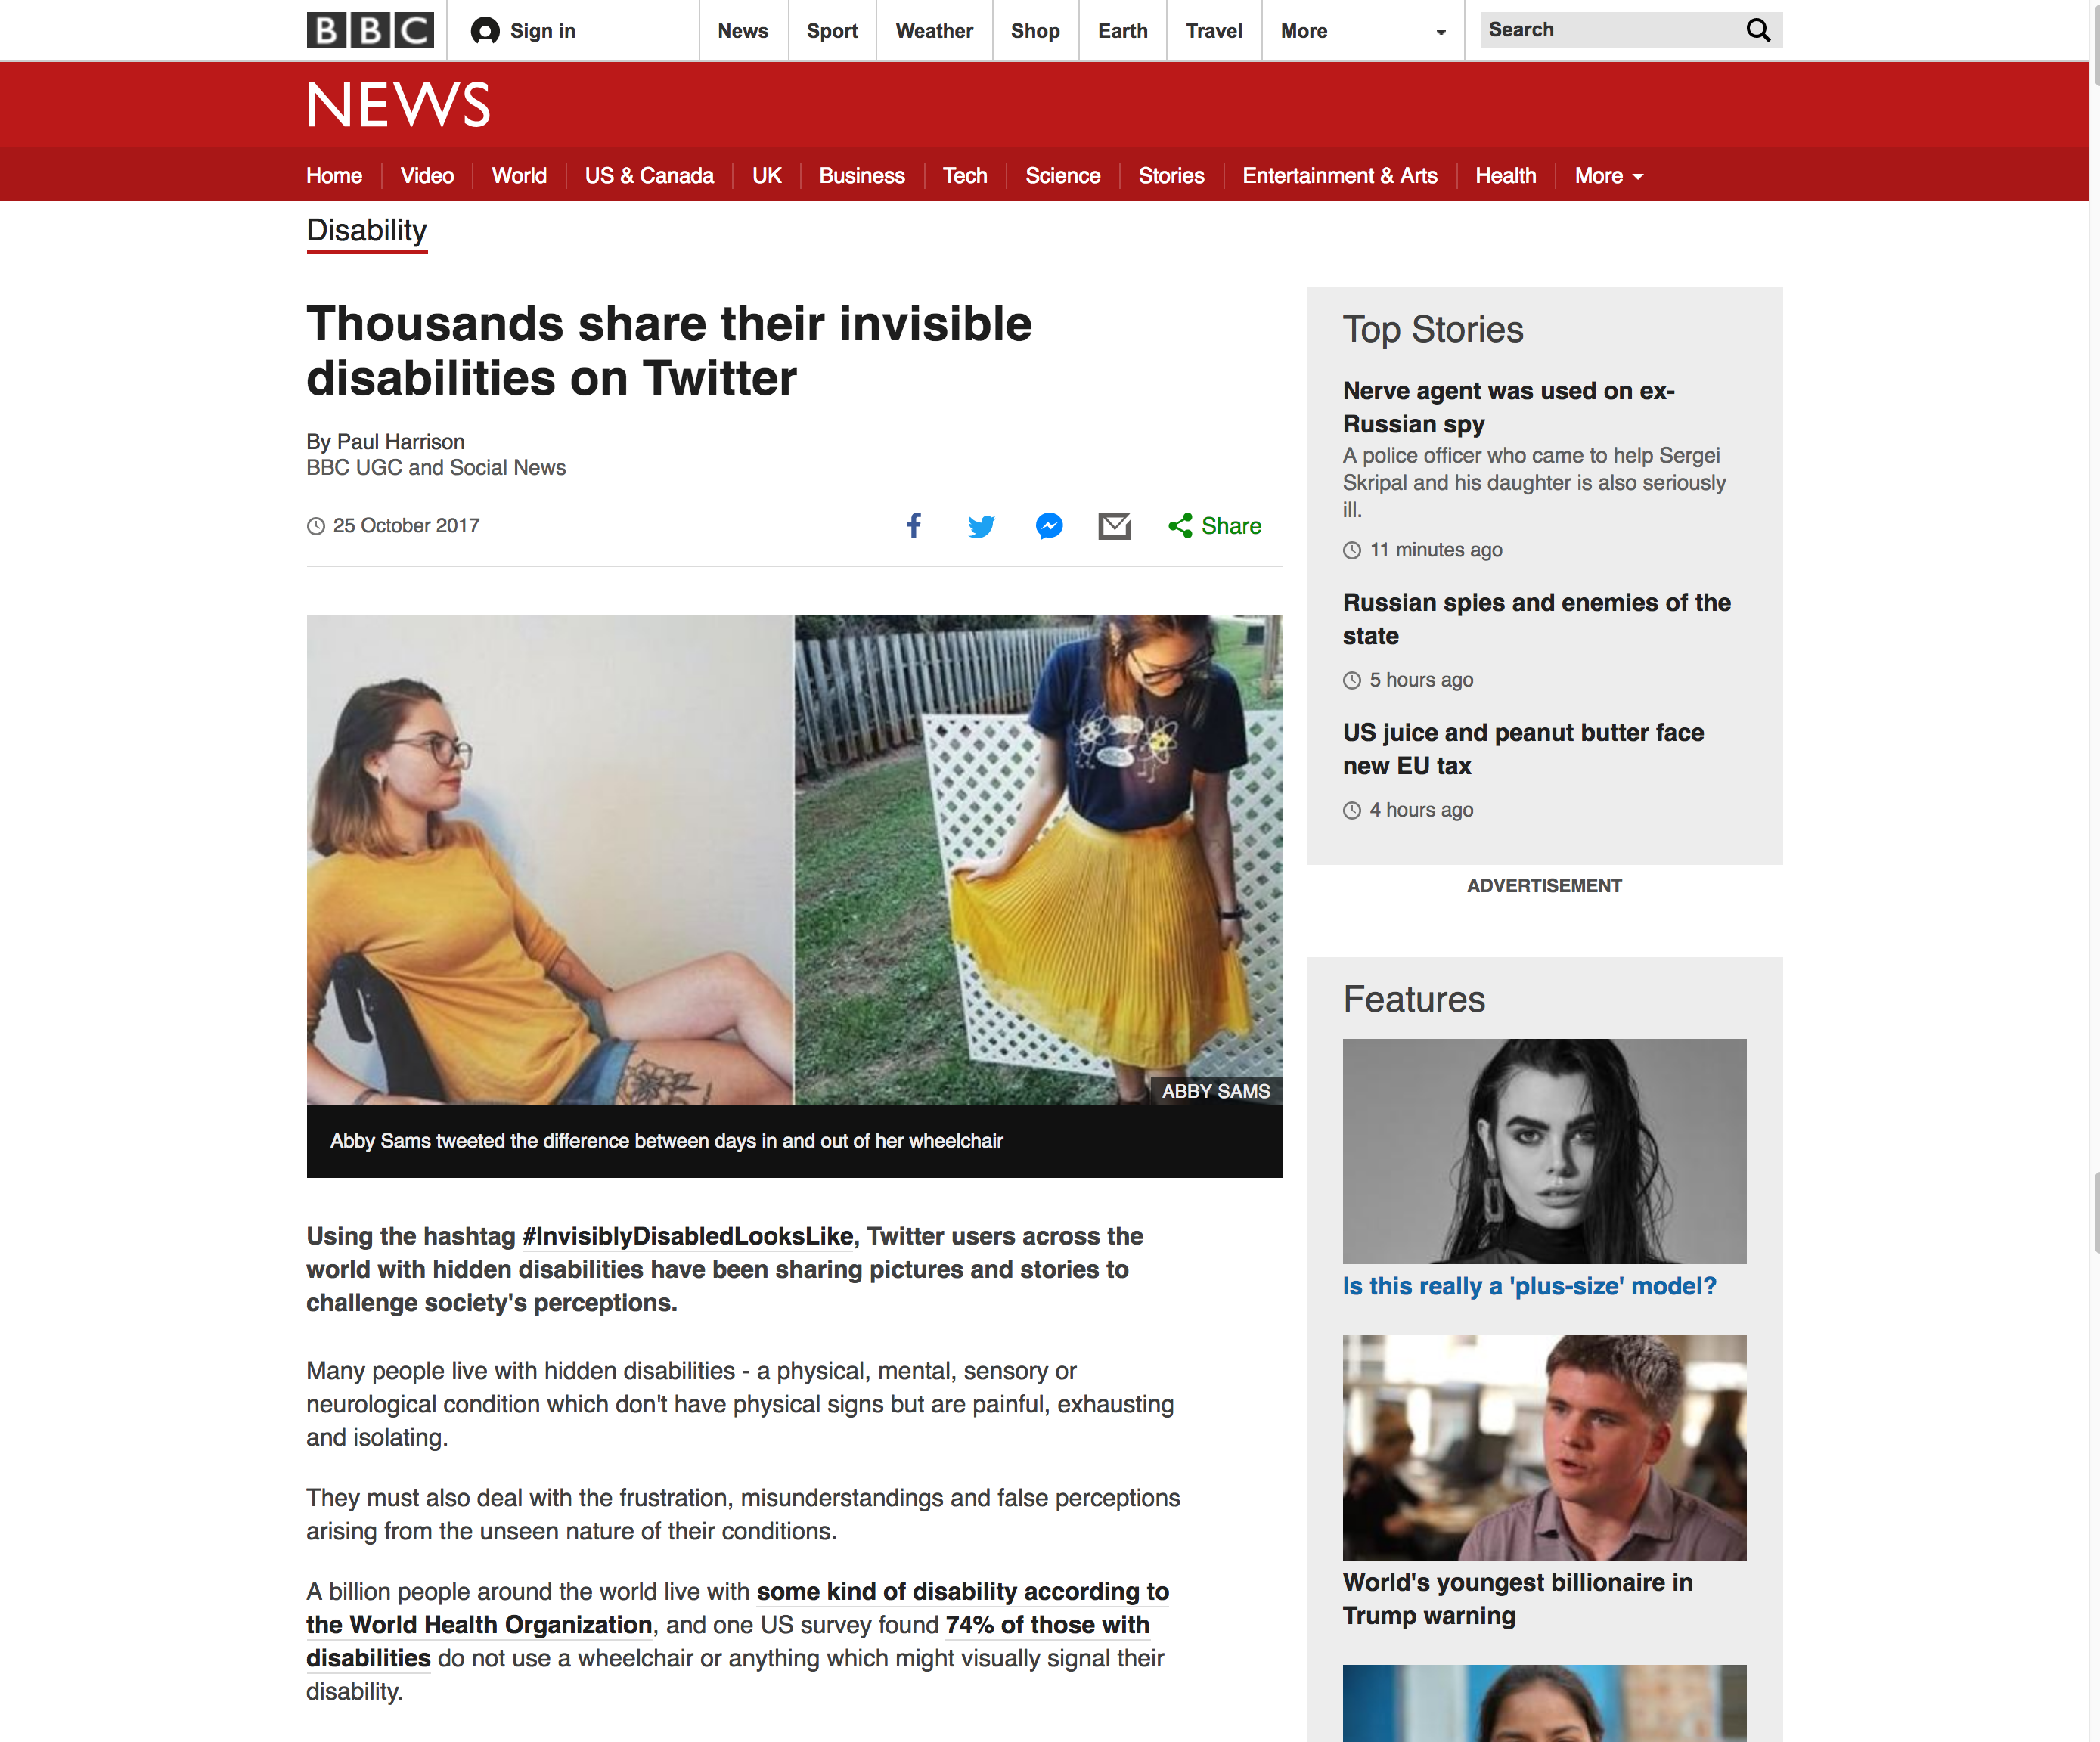 BBC
Sign in
News
Sport
Weather
Shop
Earth
Travel
More
Search
NEWS
Home
Video
World
US & Canada
UK
Business
Tech
Science
Stories
Entertainment & Arts
Health
More
Disability
Thousands share their invisible
disabilities on Twitter
By Paul Harrison
BBC UGC and Social News
25 October 2017
Share
ABBY SAMS
Abby Sams tweeted the difference between days in and out of her wheelchair
Using the hashtag #InvisiblyDisabledLooksLike, Twitter users across the
world with hidden disabilities have been sharing pictures and stories to
challenge society's perceptions.
Many people live with hidden disabilities - a physical, mental, sensory or
neurological condition which don't have physical signs but are painful, exhausting
and isolating.
They must also deal with the frustration, misunderstandings and false perceptions
arising from the unseen nature of their conditions.
A billion people around the world live with some kind of disability according to
the World Health Organization, and one US survey found 74% of those with
disabilities do not use a wheelchair or anything which might visually signal their
disability.
Top Stories
Nerve agent was used on ex-
Russian spy
A police officer who came to help Sergei
Skripal and his daughter is also seriously
ill.
11 minutes ago
Russian spies and enemies of the
state
5 hours ago
US juice and peanut butter face
new EU tax
4 hours ago
ADVERTISEMENT
Features
Is this really a 'plus-size' model?
World's youngest billionaire in
Trump warning